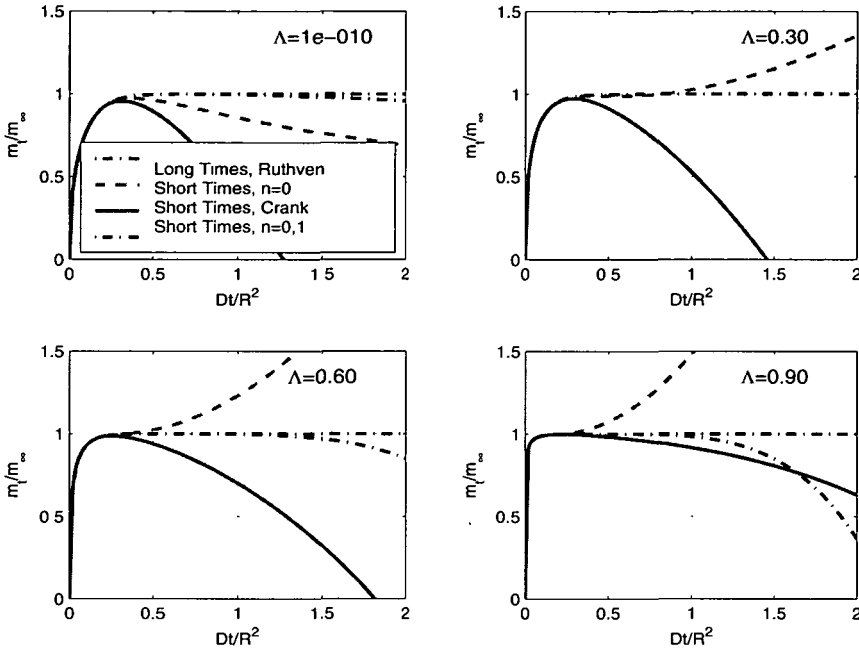 Λ=1e−010
1.5
1
0.5
0
m_t/m_∞
Long Times, Ruthven
Short Times, n=0
Short Times, Crank
Short Times, n=0,1
0 0.5 1 1 5 2
Dt/R²
Λ=0.30
1.5
1
0.5
0
m_t/m_∞
0 0 5 1 1.5 2
Dt/R²
Λ=0.60
1.5
1
0 5
0
m_t/m_∞
0 0.5 1 1.5 2
Dt/R²
Λ=0.90
1.5
1
0 5
0
m_t/m_∞
0 0.5 1 1.5 2
Dt/R²